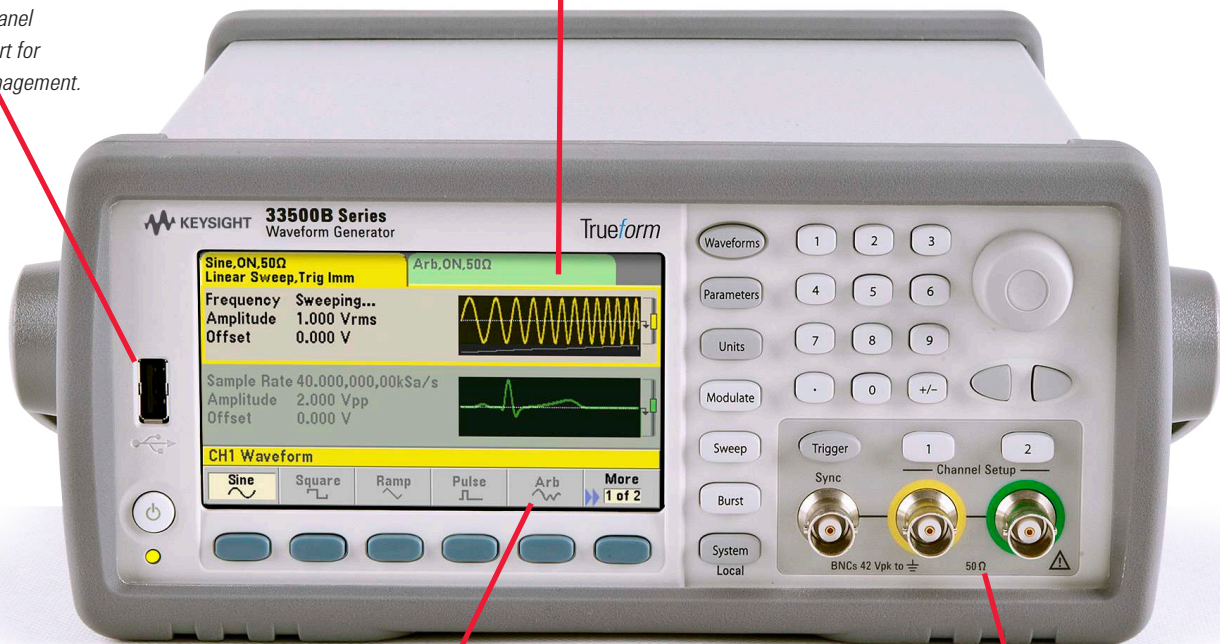 for
KEYSIGHT 33500B Series
Waveform Generator
Trueform
Sine,ON,50Ω
Linear Sweep,Trig Imm
Arb,ON,50Ω
Frequency Sweeping...
Amplitude 1.000 Vrms
Offset 0.000 V
Sample Rate 40.000,000,00kSa/s
Amplitude 2.000 Vpp
Offset 0.000 V
CH1 Waveform
Sine
Square
Ramp
Pulse
Arb
More
1 of 2
Waveforms
Parameters
Units
Modulate
Sweep
Burst
System
Local
1 2 3
4 5 6
7 8 9
. 0 +/-
Trigger
1
2
Channel Setup
Sync
BNCs 42 Vpk to
50 Ω